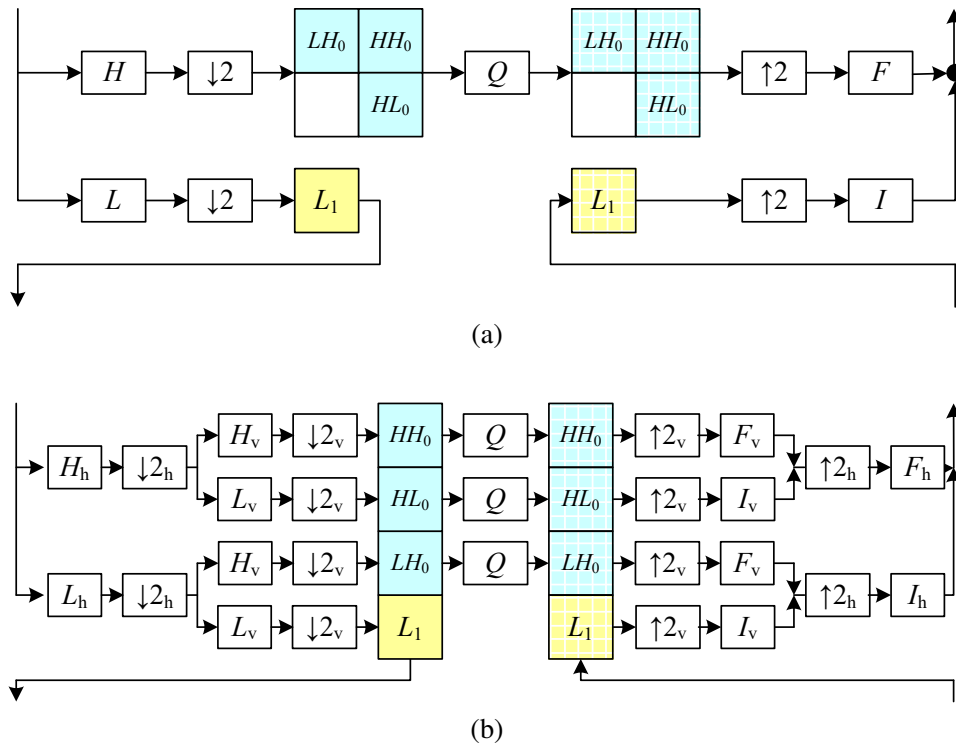 LH₀ HH₀ LH₀ HH₀
H ↓2 Q ↑2 F
HL₀ HL₀
L ↓2 L₁ L₁ ↑2 I
(a)
Hᵥ ↓2ᵥ HH₀ Q HH₀ ↑2ᵥ Fᵥ
Hₕ ↓2ₕ ↑2ₕ Fₕ
Lᵥ ↓2ᵥ HL₀ Q HL₀ ↑2ᵥ Iᵥ
Hᵥ ↓2ᵥ LH₀ Q LH₀ ↑2ᵥ Fᵥ
Lₕ ↓2ₕ ↑2ₕ Iₕ
Lᵥ ↓2ᵥ L₁ L₁ ↑2ᵥ Iᵥ
(b)